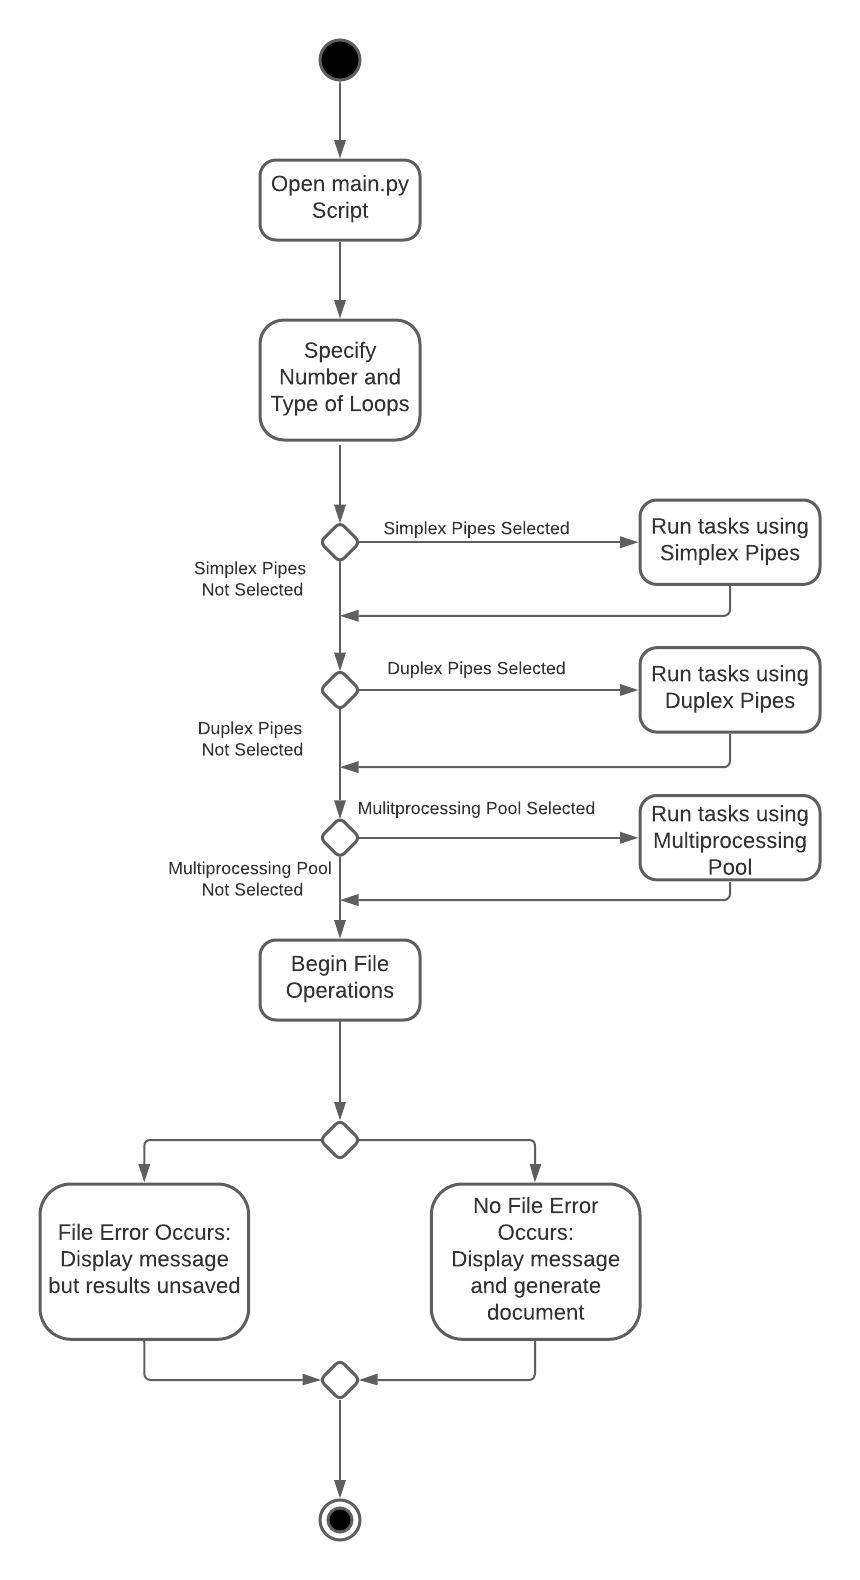 Open main.py
Script
Specify
Number and
Type of Loops
Simplex Pipes Selected
Run tasks using
Simplex Pipes
Simplex Pipes
Not Selected
Duplex Pipes Selected
Run tasks using
Duplex Pipes
Duplex Pipes
Not Selected
Mulitprocessing Pool Selected
Run tasks using
Multiprocessing
Pool
Multiprocessing Pool
Not Selected
Begin File
Operations
File Error Occurs:
Display message
but results unsaved
No File Error
Occurs:
Display message
and generate
document